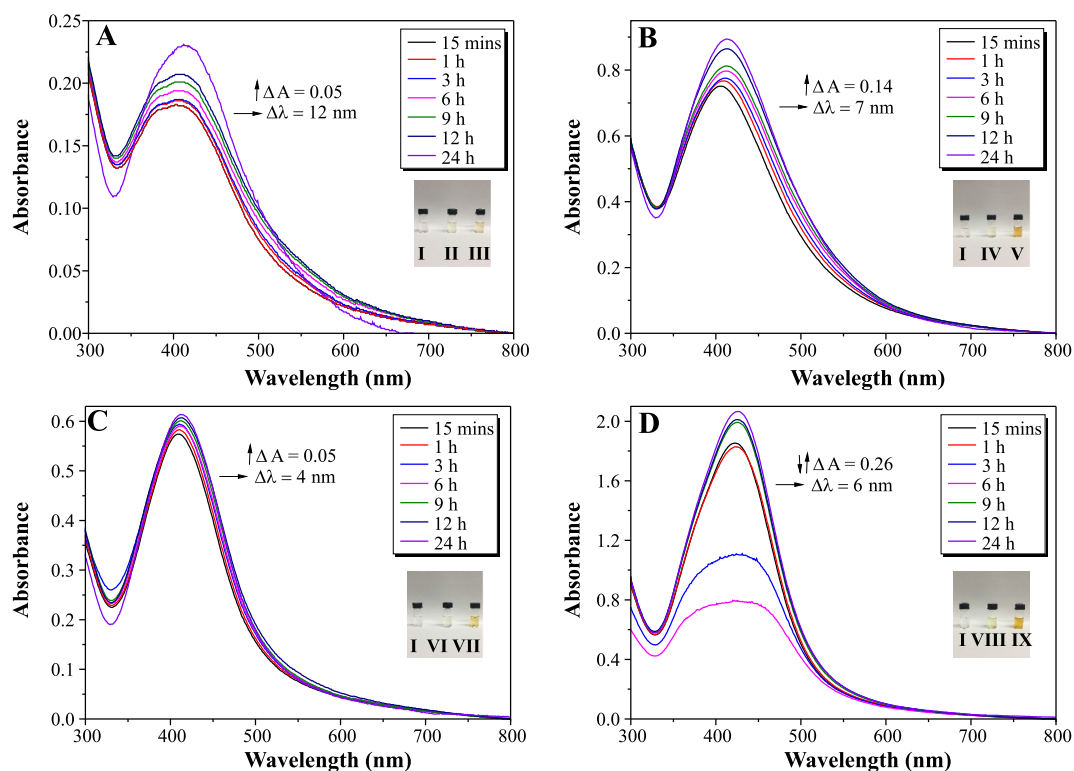 A
0.25
0.20
0.15
0.10
0.05
0.00
Absorbance
300 400 500 600 700 800
Wavelength (nm)
↑ Δ A = 0.05
→ Δλ = 12 nm
15 mins
1 h
3 h
6 h
9 h
12 h
24 h
I II III
B
0.8
0.6
0.4
0.2
0.0
Absorbance
300 400 500 600 700 800
Wavelegth (nm)
↑ Δ A = 0.14
→ Δλ = 7 nm
15 mins
1 h
3 h
6 h
9 h
12 h
24 h
I IV V
C
0.6
0.5
0.4
0.3
0.2
0.1
0.0
Absorbance
300 400 500 600 700 800
Wavelength (nm)
↑ Δ A = 0.05
→ Δλ = 4 nm
15 mins
1 h
3 h
6 h
9 h
12 h
24 h
I VI VII
D
2.0
1.6
1.2
0.8
0.4
0.0
Absorbance
300 400 500 600 700 800
Wavelength (nm)
↓↑ Δ A = 0.26
→ Δλ = 6 nm
15 mins
1 h
3 h
6 h
9 h
12 h
24 h
I VIII IX